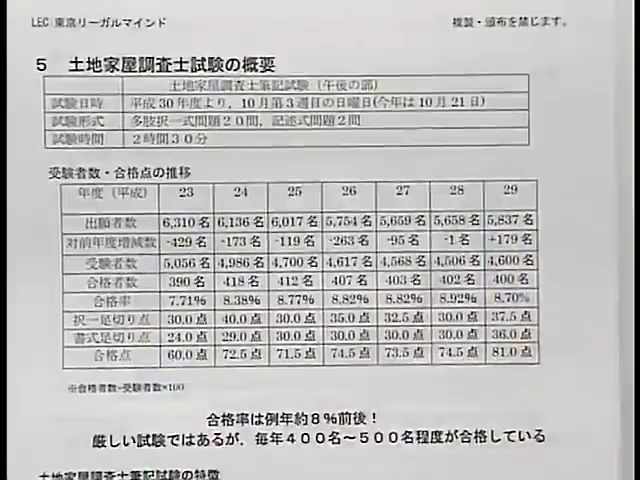 LEC 東京リーガルマインド
複製・頒布を禁じます。
5 土地家屋調査士試験の概要
土地家屋調査士筆記試験（午後の部）
試験日時 平成30年度より，10月第3週目の日曜日(今年は10月21日)
試験形式 多肢択一式問題20問，記述式問題2問
試験時間 2時間30分
受験者数・合格点の推移
年度（平成） 23 24 25 26 27 28 29
出願者数 6,310名 6,136名 6,017名 5,754名 5,659名 5,658名 5,837名
対前年度増減数 -429名 -173名 -119名 -263名 -95名 -1名 +179名
受験者数 5,056名 4,986名 4,700名 4,617名 4,568名 4,506名 4,600名
合格者数 390名 418名 412名 407名 403名 402名 400名
合格率 7.71% 8.38% 8.77% 8.82% 8.82% 8.92% 8.70%
択一足切り点 30.0点 40.0点 30.0点 35.0点 32.5点 30.0点 37.5点
書式足切り点 24.0点 29.0点 30.0点 30.0点 30.0点 30.0点 36.0点
合格点 60.0点 72.5点 71.5点 74.5点 73.5点 74.5点 81.0点
※合格者数÷受験者数×100
合格率は例年約8％前後！
厳しい試験ではあるが，毎年400名～500名程度が合格している
土地家屋調査士筆記試験の特徴